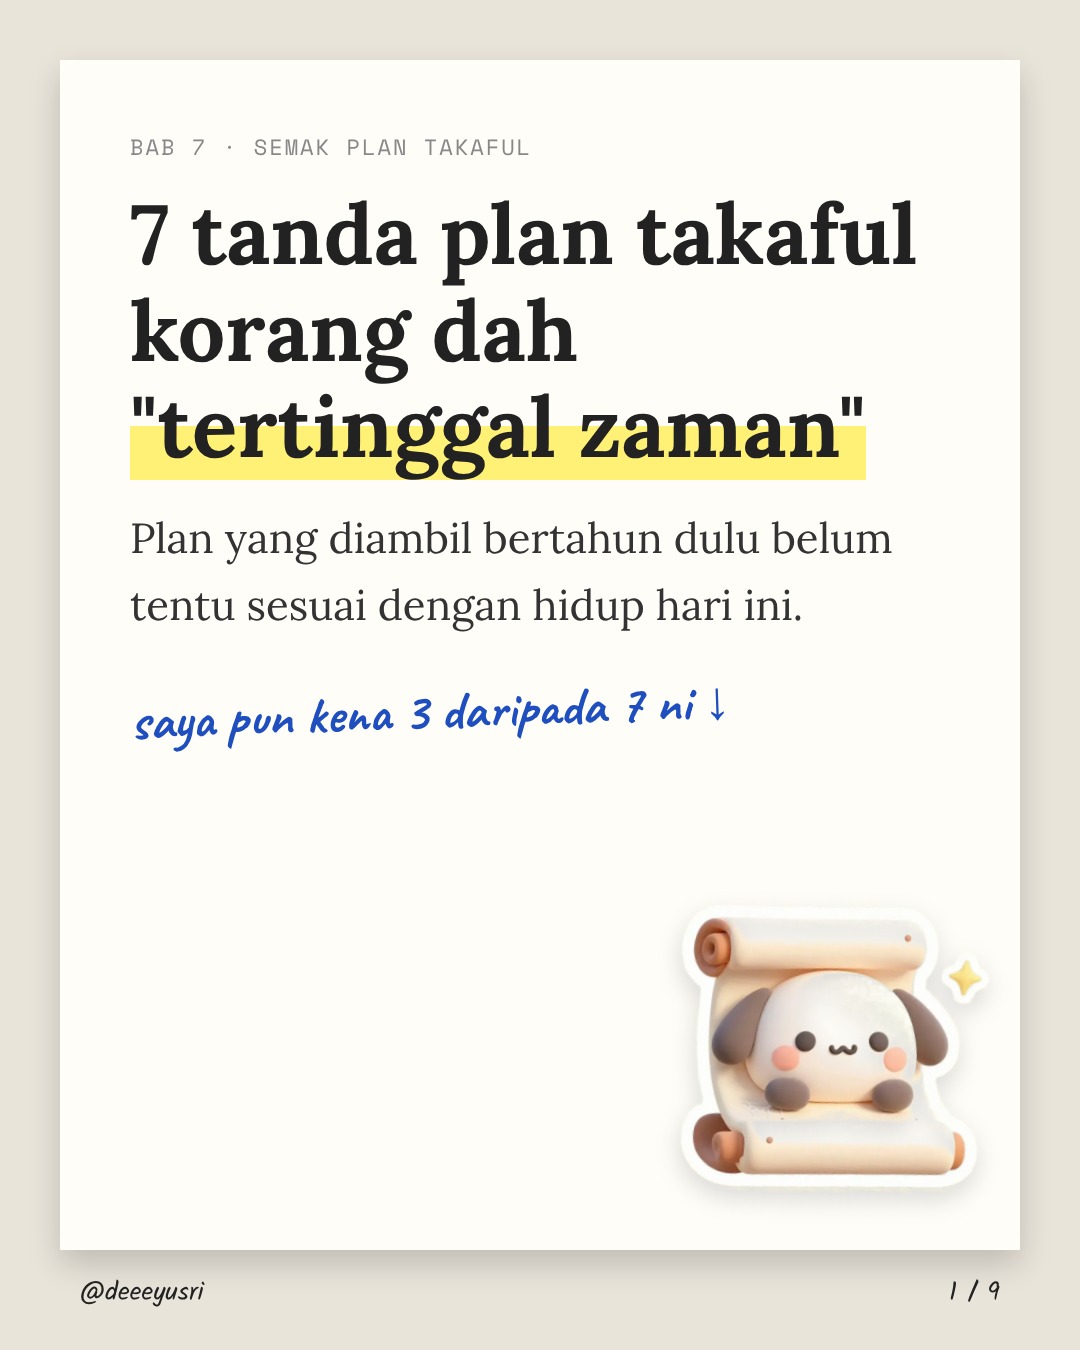 BAB 7 · SEMAK PLAN TAKAFUL
7 tanda plan takaful
korang dah
"tertinggal zaman"
Plan yang diambil bertahun dulu belum
tentu sesuai dengan hidup hari ini.
saya pun kena 3 daripada 7 ni ↓
@deeeyusri
1 / 9